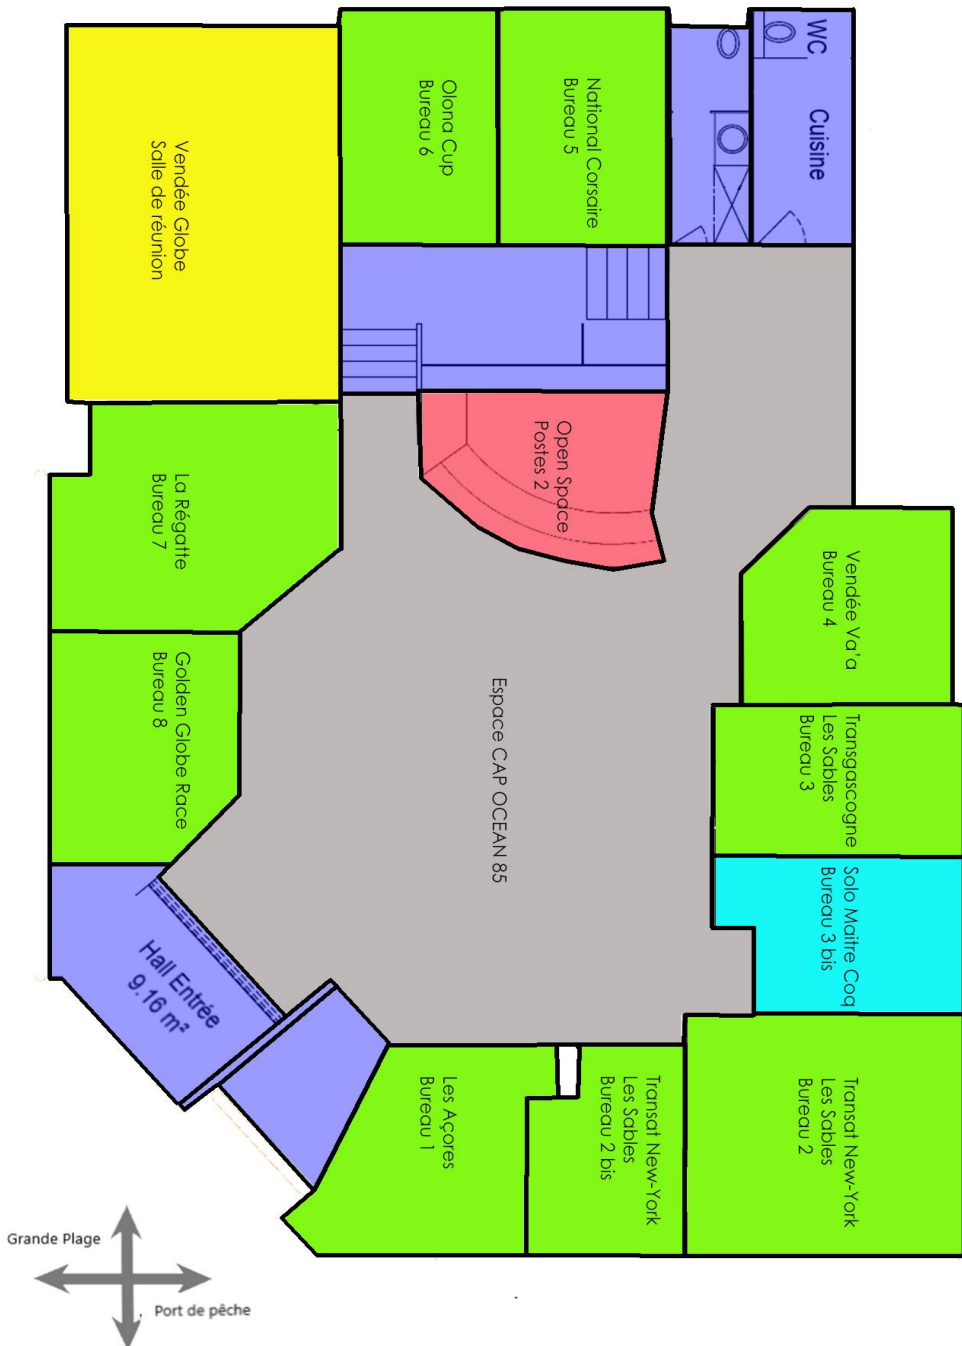 WC
Cuisine
National Corsaire
Bureau 5
Olona Cup
Bureau 6
Vendée Globe
Salle de réunion
Open Space
Postes 2
La Régatte
Bureau 7
Vendée Va'a
Bureau 4
Golden Globe Race
Bureau 8
Espace CAP OCEAN 85
Transgascogne
Les Sables
Bureau 3
Solo Maitre Coq
Bureau 3 bis
Hall Entrée
9.16 m²
Les Açores
Bureau 1
Transat New-York
Les Sables
Bureau 2 bis
Transat New-York
Les Sables
Bureau 2
Grande Plage
Port de pêche